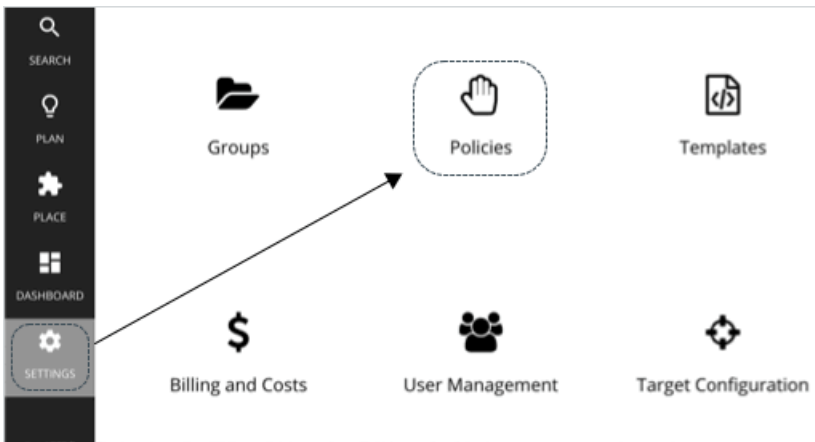 SEARCH
PLAN
PLACE
DASHBOARD
SETTINGS
Groups
Policies
Templates
Billing and Costs
User Management
Target Configuration